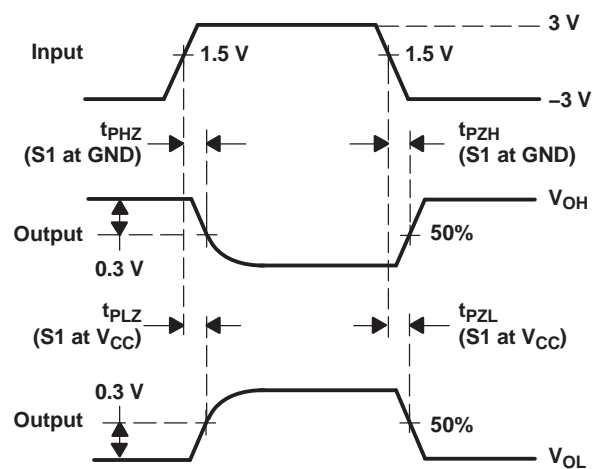 3 V
Input
1.5 V
1.5 V
–3 V
tPHZ
(S1 at GND)
tPZH
(S1 at GND)
VOH
Output
50%
0.3 V
tPLZ
(S1 at VCC)
tPZL
(S1 at VCC)
0.3 V
Output
50%
VOL